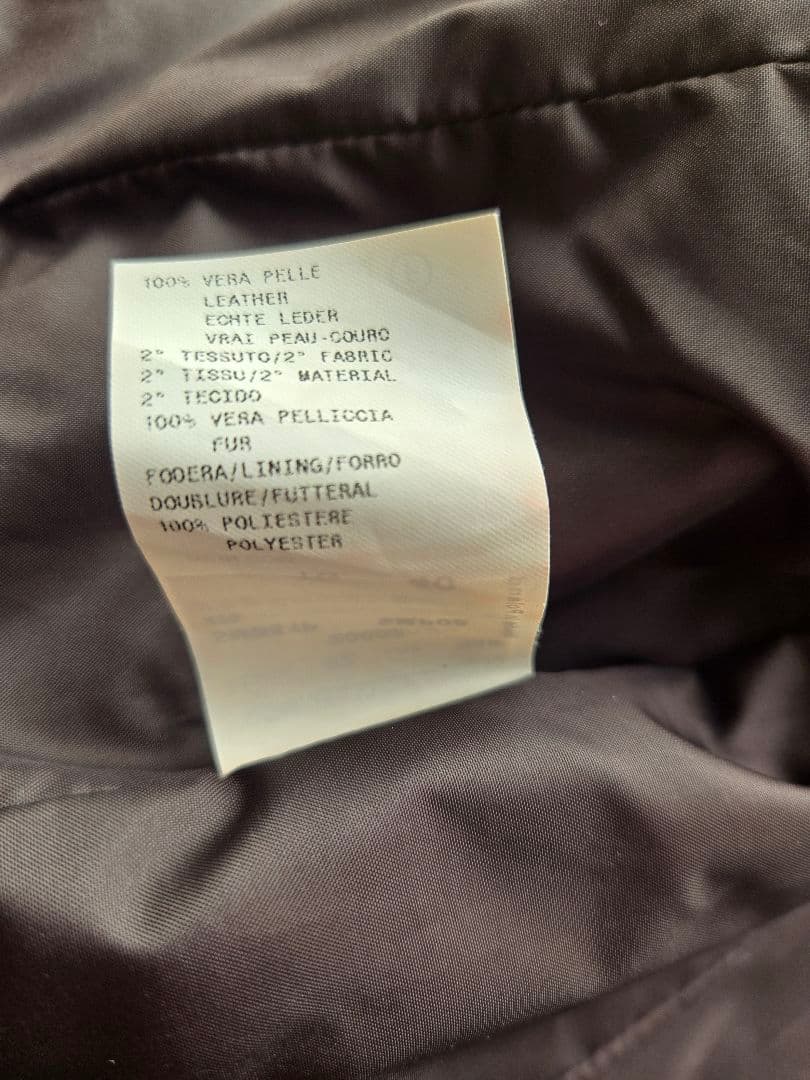 100% VERA PELLE
LEATHER
ECHTE LEDER
VRAI PEAU-COURO
2° TESSUTO/2° FABRIC
2° TISSU/2° MATERIAL
2° TECIDO
100% VERA PELLICCIA
FUR
FODERA/LINING/FORRO
DOUBLURE/FUTTERAL
100% POLIESTERE
POLYESTER